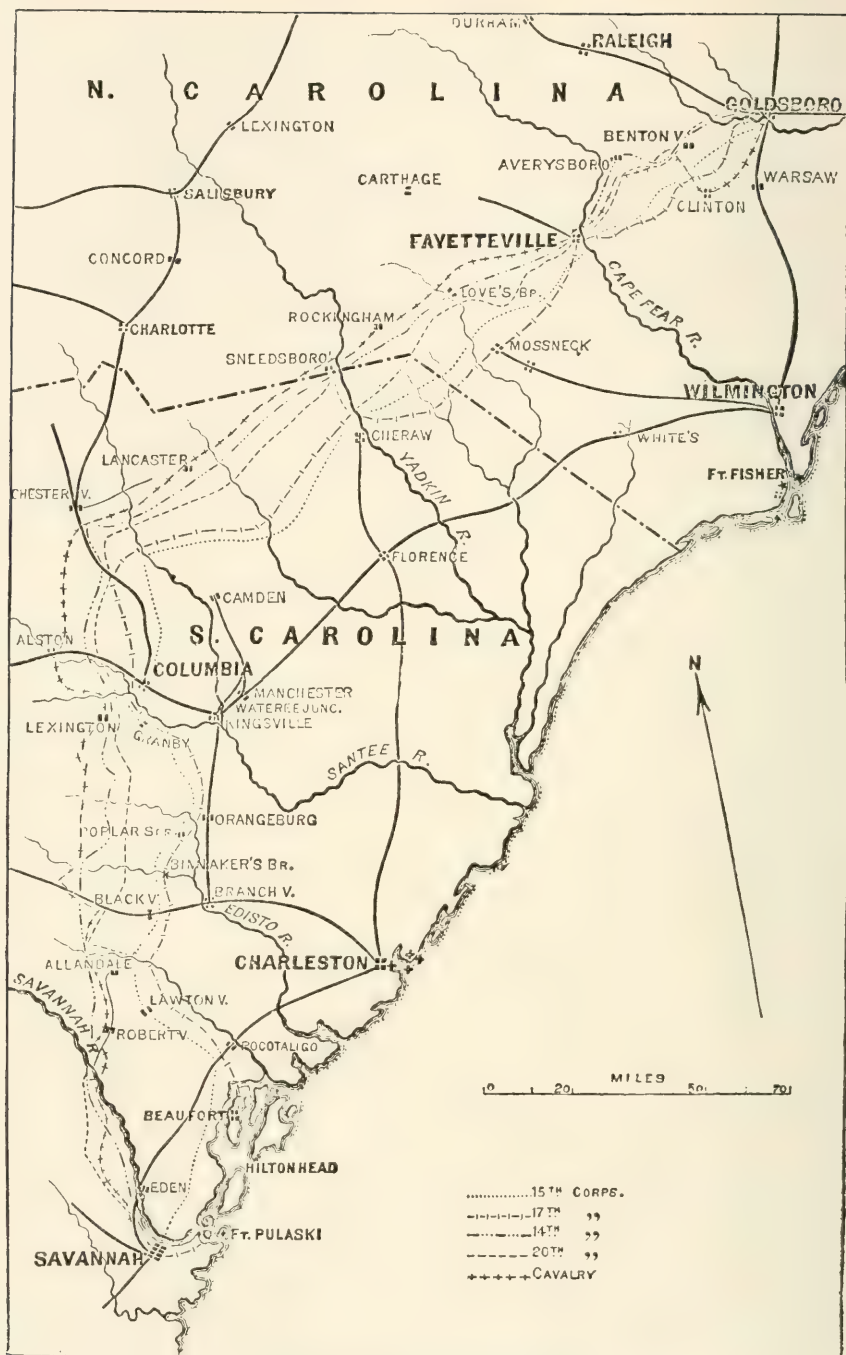 DURHAM
RALEIGH
N. CAROLINA
GOLDSBORO
LEXINGTON
BENTON V.
AVERYSBORO
CARTHAGE
WARSAW
SALISBURY
CLINTON
FAYETTEVILLE
CONCORD
CAPE FEAR R.
LOVE'S BR.
ROCKINGHAM
CHARLOTTE
MOSSNECK
SNEEDSBORO
WILMINGTON
CHERAW
WHITE'S
LANCASTER
YADKIN R.
FT. FISHER
CHESTER V.
FLORENCE
CAMDEN
S. CAROLINA
ALSTON
COLUMBIA
N
MANCHESTER
WATEREE JUNC.
KINGSVILLE
LEXINGTON
GRANBY
SANTEE R.
ORANGEBURG
POPLAR SPR.
BINNAKER'S BR.
BRANCH V.
BLACK V.
EDISTO R.
CHARLESTON
ALLANDALE
SAVANNAH R.
LAWTON V.
ROBERT V.
POCOTALIGO
MILES
0 20 50 70
BEAUFORT
HILTON HEAD
EDEN
15TH CORPS.
17TH ,,
FT. PULASKI
14TH ,,
SAVANNAH
20TH ,,
CAVALRY